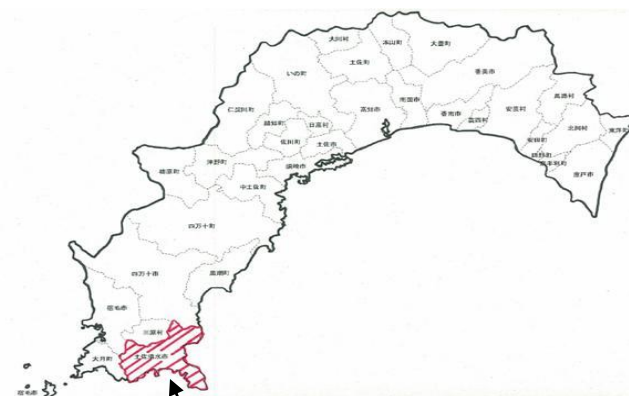 大川村
本山町
大豊町
土佐町
いの町
香美市
仁淀川町
高知市
南国市
香南市
芸西村
安芸市
馬路村
北川村
東洋町
安田町
田野町
奈半利町
室戸市
越知町
日高村
佐川町
土佐市
津野町
須崎市
梼原町
中土佐町
四万十町
四万十市
黒潮町
宿毛市
三原村
大月町
土佐清水市
宿毛市